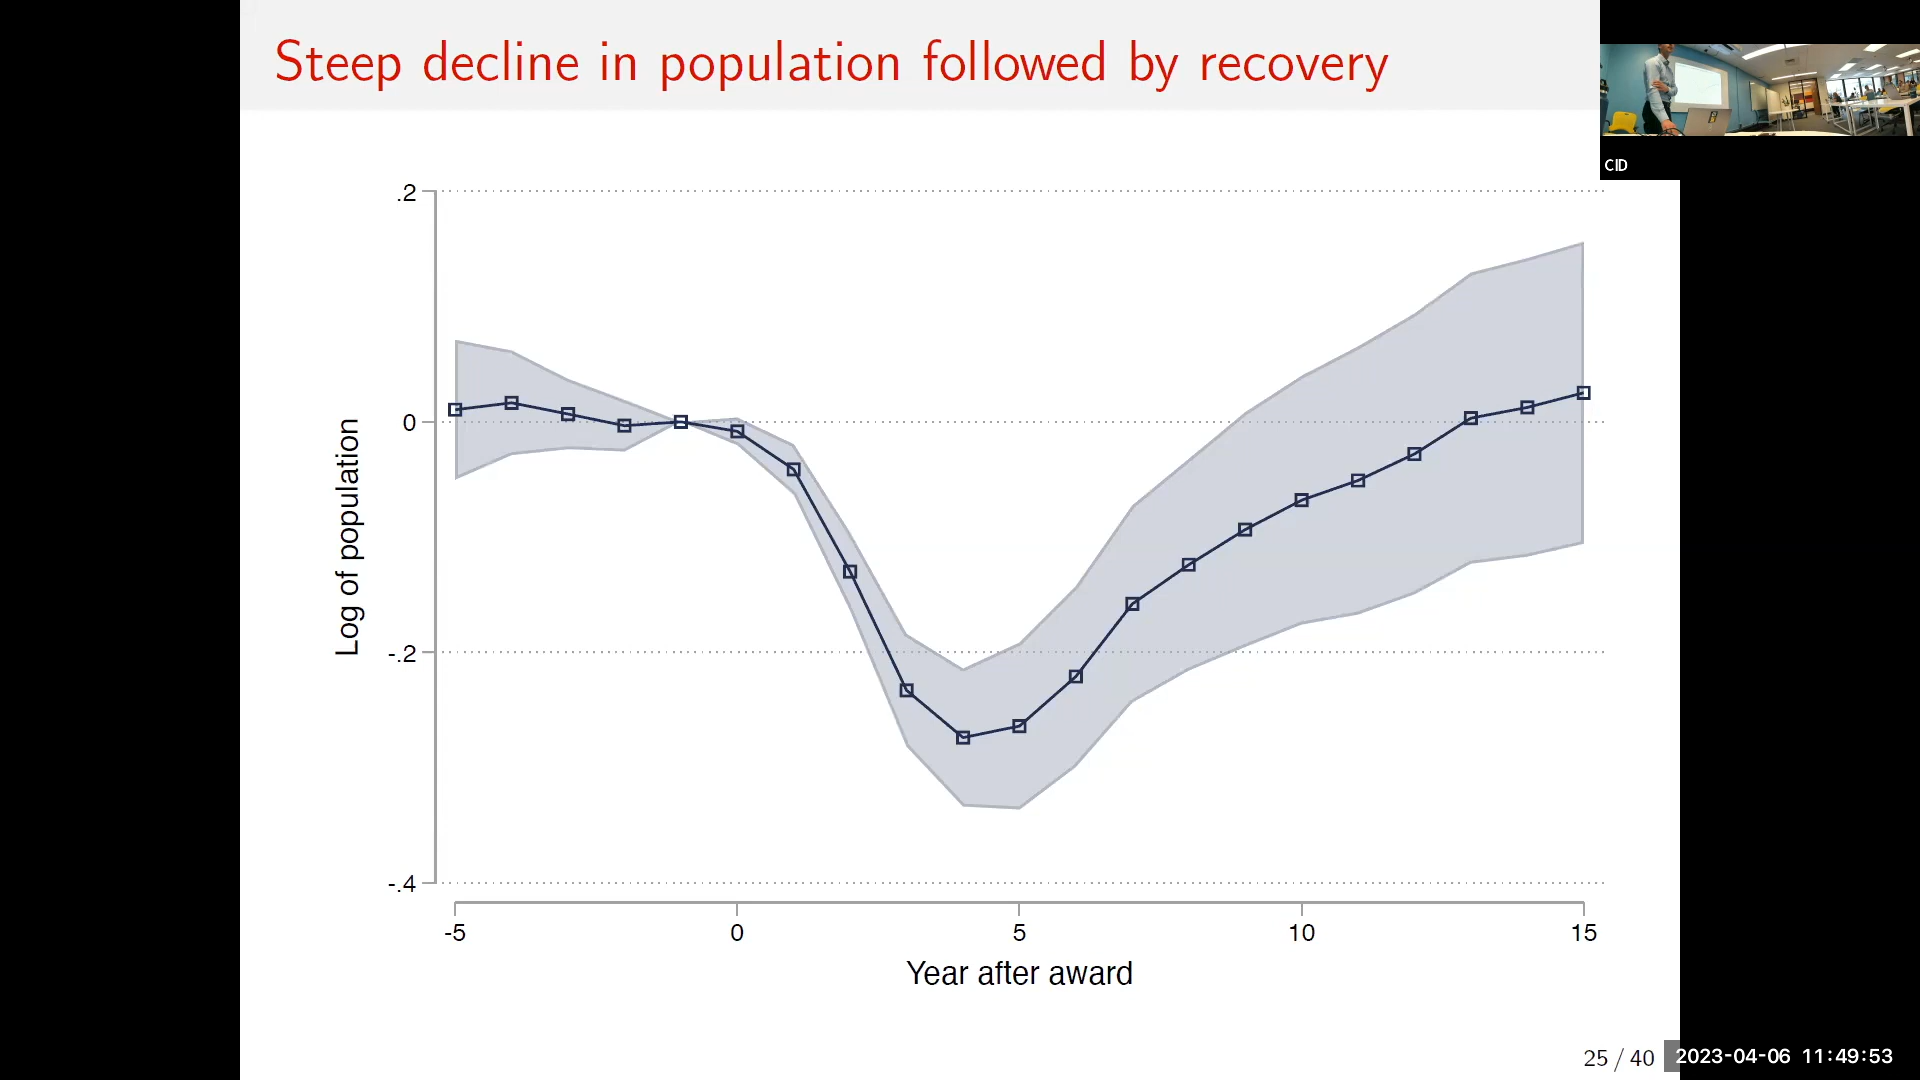 Steep decline in population followed by recovery
CID
.2
0
-.2
-.4
Log of population
-5 0 5 10 15
Year after award
25 / 40
2023-04-06 11:49:53